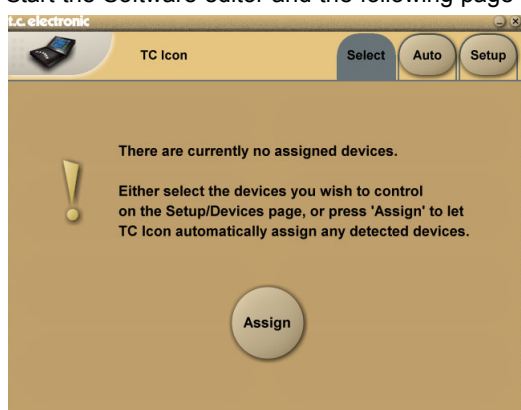 Start the Software editor and the following page
t.c. electronic
TC Icon
Select
Auto
Setup
There are currently no assigned devices.
Either select the devices you wish to control
on the Setup/Devices page, or press 'Assign' to let
TC Icon automatically assign any detected devices.
Assign